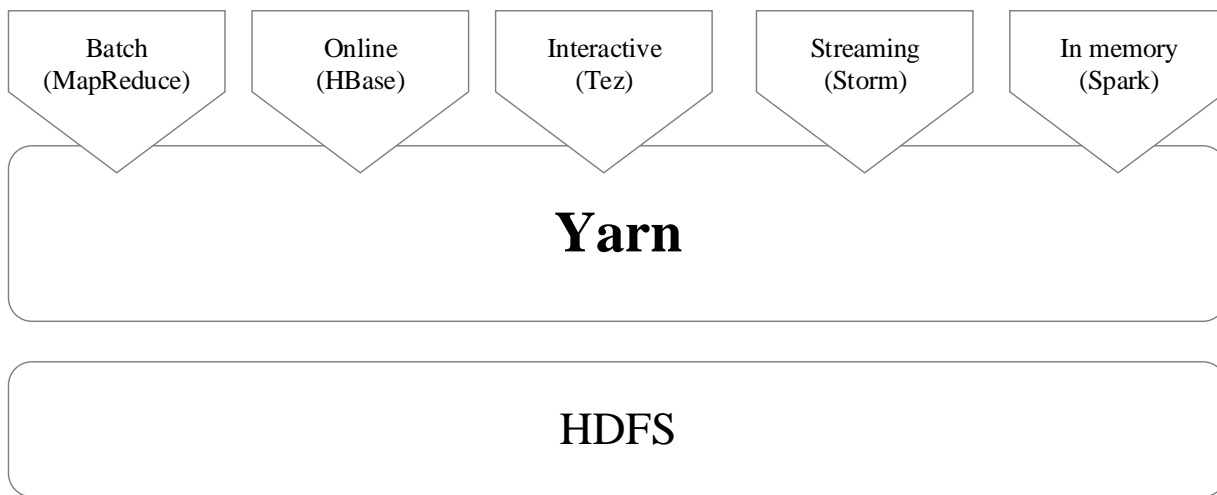 Batch
(MapReduce)
Online
(HBase)
Interactive
(Tez)
Streaming
(Storm)
In memory
(Spark)
Yarn
HDFS